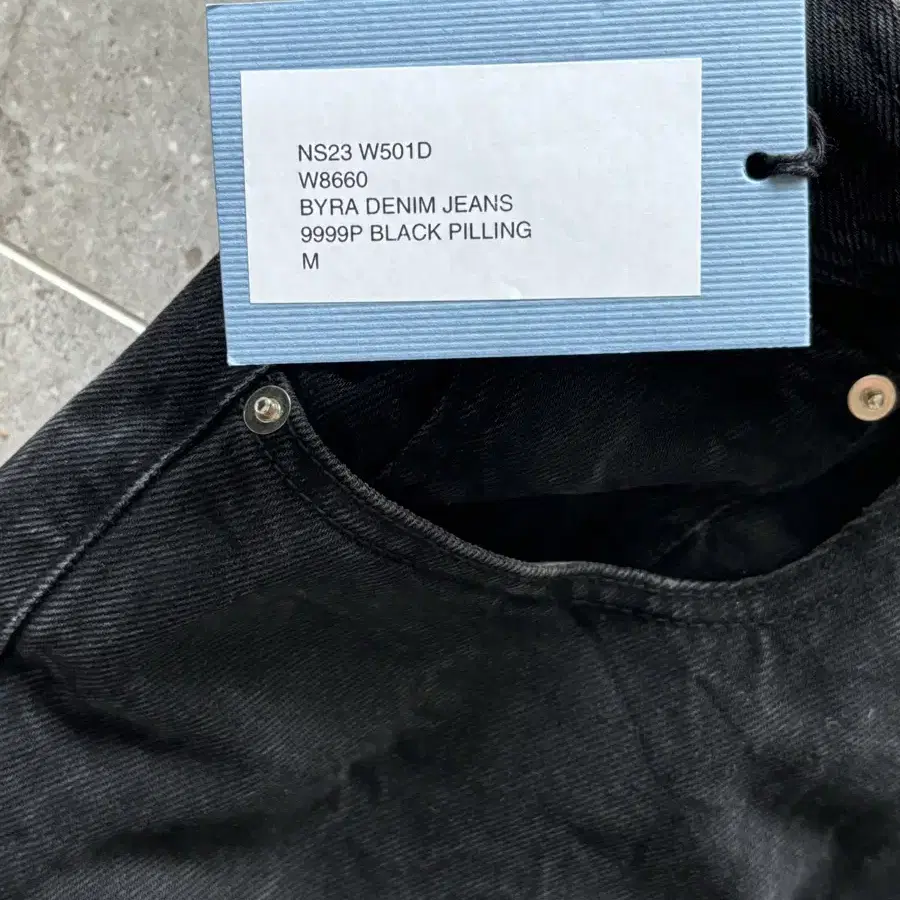 NS23 W501D
W8660
BYRA DENIM JEANS
9999P BLACK PILLING
M